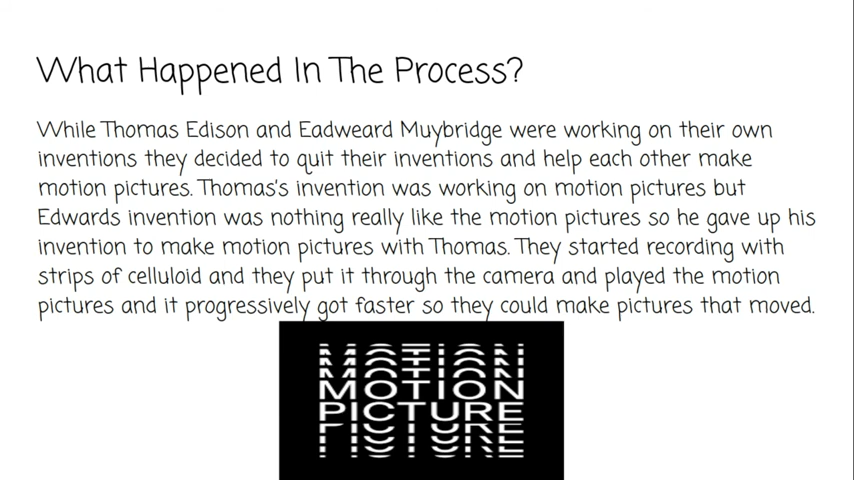 What Happened In The Process?
While Thomas Edison and Eadweard Muybridge were working on their own
inventions they decided to quit their inventions and help each other make
motion pictures. Thomas's invention was working on motion pictures but
Edwards invention was nothing really like the motion pictures so he gave up his
invention to make motion pictures with Thomas. They started recording with
strips of celluloid and they put it through the camera and played the motion
pictures and it progressively got faster so they could make pictures that moved.
MOTION
PICTURE